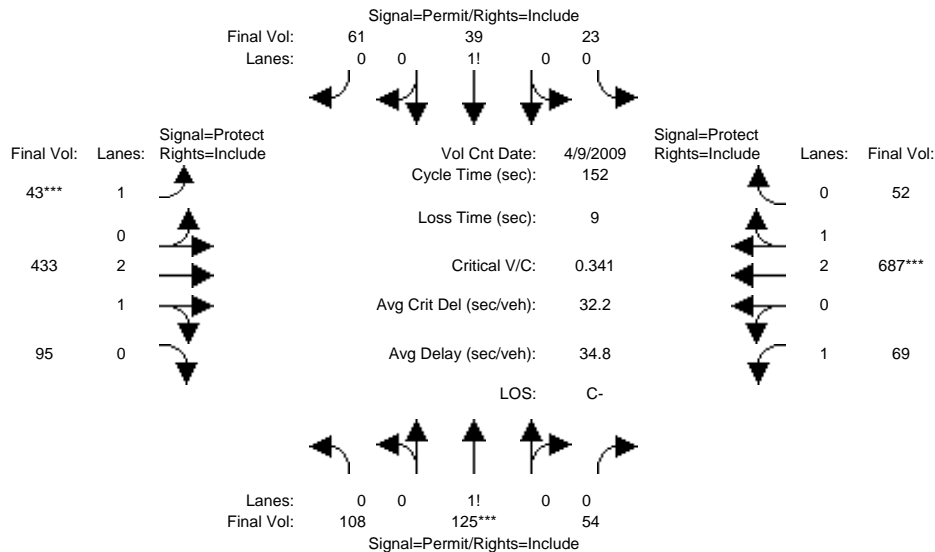 Signal=Permit/Rights=Include
Final Vol: 61 39 23
Lanes: 0 0 1! 0 0
Signal=Protect Signal=Protect
Final Vol: Lanes: Rights=Include Vol Cnt Date: 4/9/2009 Rights=Include Lanes: Final Vol:
Cycle Time (sec): 152
43*** 1 0 52
Loss Time (sec): 9
0 1
433 2 Critical V/C: 0.341 2 687***
1 Avg Crit Del (sec/veh): 32.2 0
95 0 Avg Delay (sec/veh): 34.8 1 69
LOS: C-
Lanes: 0 0 1! 0 0
Final Vol: 108 125*** 54
Signal=Permit/Rights=Include